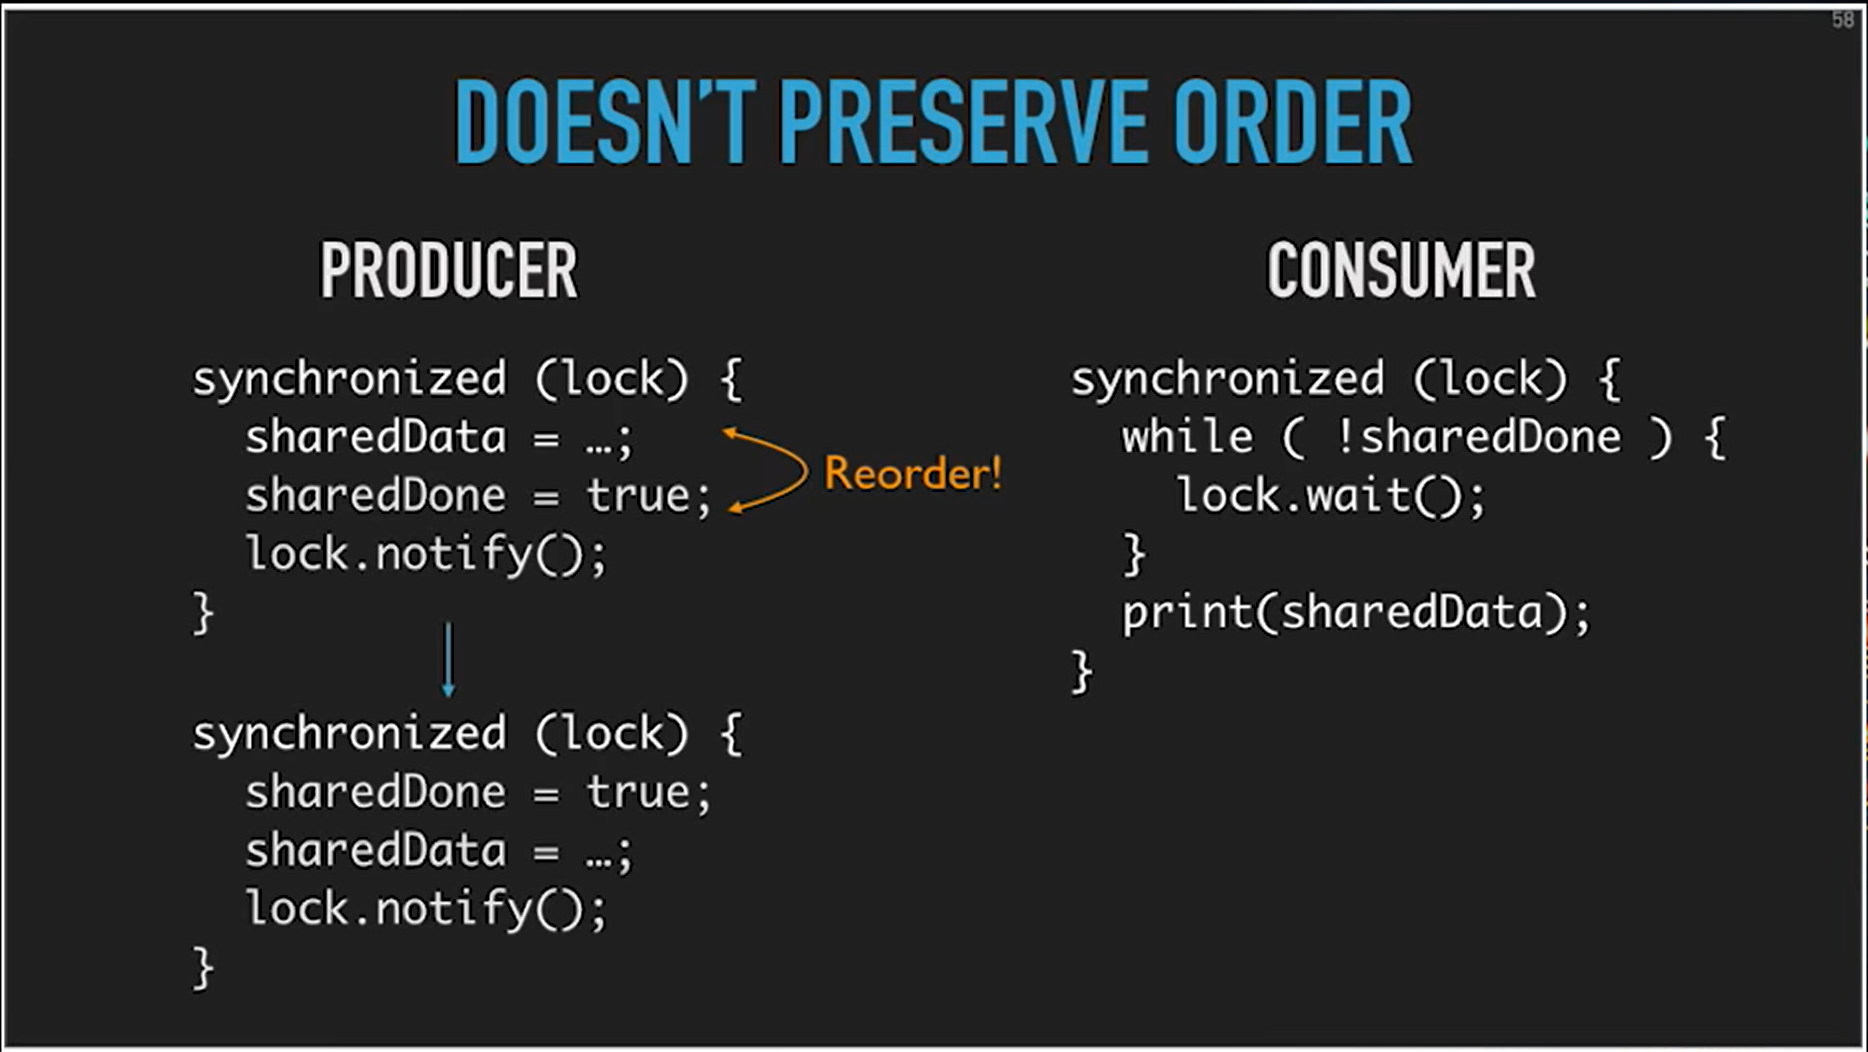 58
DOESN'T PRESERVE ORDER
PRODUCER
synchronized (lock) {
sharedData = …;
sharedDone = true;
lock.notify();
}
Reorder!
synchronized (lock) {
sharedDone = true;
sharedData = …;
lock.notify();
}
CONSUMER
synchronized (lock) {
while ( !sharedDone ) {
lock.wait();
}
print(sharedData);
}